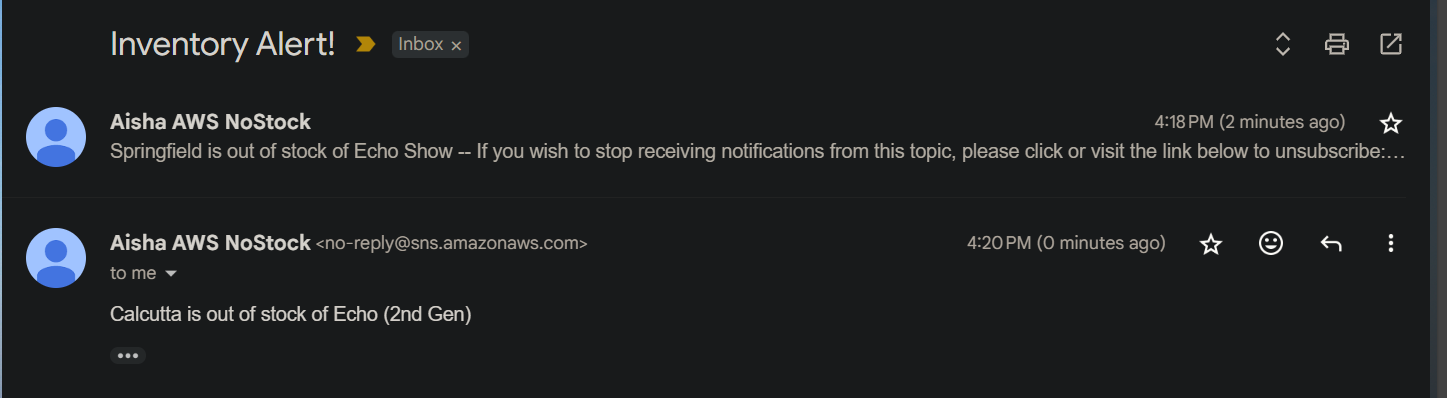 Inventory Alert! Inbox ×
Aisha AWS NoStock 4:18 PM (2 minutes ago)
Springfield is out of stock of Echo Show -- If you wish to stop receiving notifications from this topic, please click or visit the link below to unsubscribe:…
Aisha AWS NoStock <no-reply@sns.amazonaws.com> 4:20 PM (0 minutes ago)
to me
Calcutta is out of stock of Echo (2nd Gen)